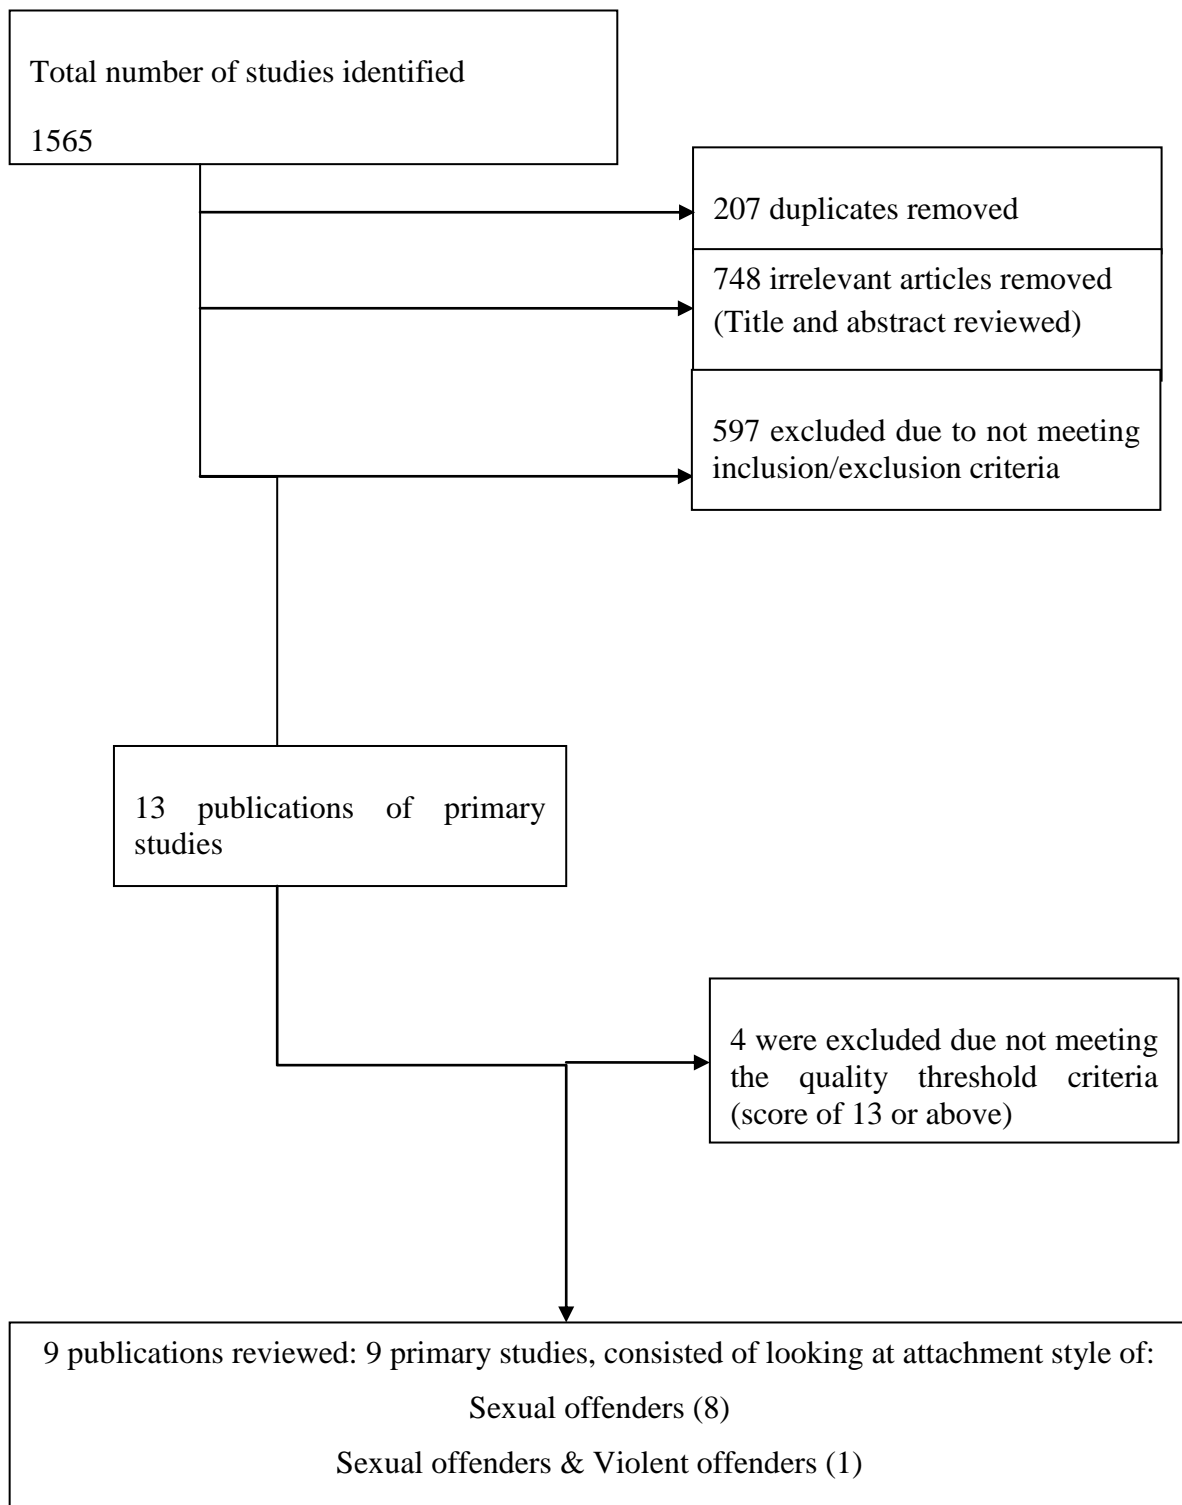 Total number of studies identified
1565
207 duplicates removed
748 irrelevant articles removed
(Title and abstract reviewed)
597 excluded due to not meeting
inclusion/exclusion criteria
13 publications of primary
studies
4 were excluded due not meeting
the quality threshold criteria
(score of 13 or above)
9 publications reviewed: 9 primary studies, consisted of looking at attachment style of:
Sexual offenders (8)
Sexual offenders & Violent offenders (1)